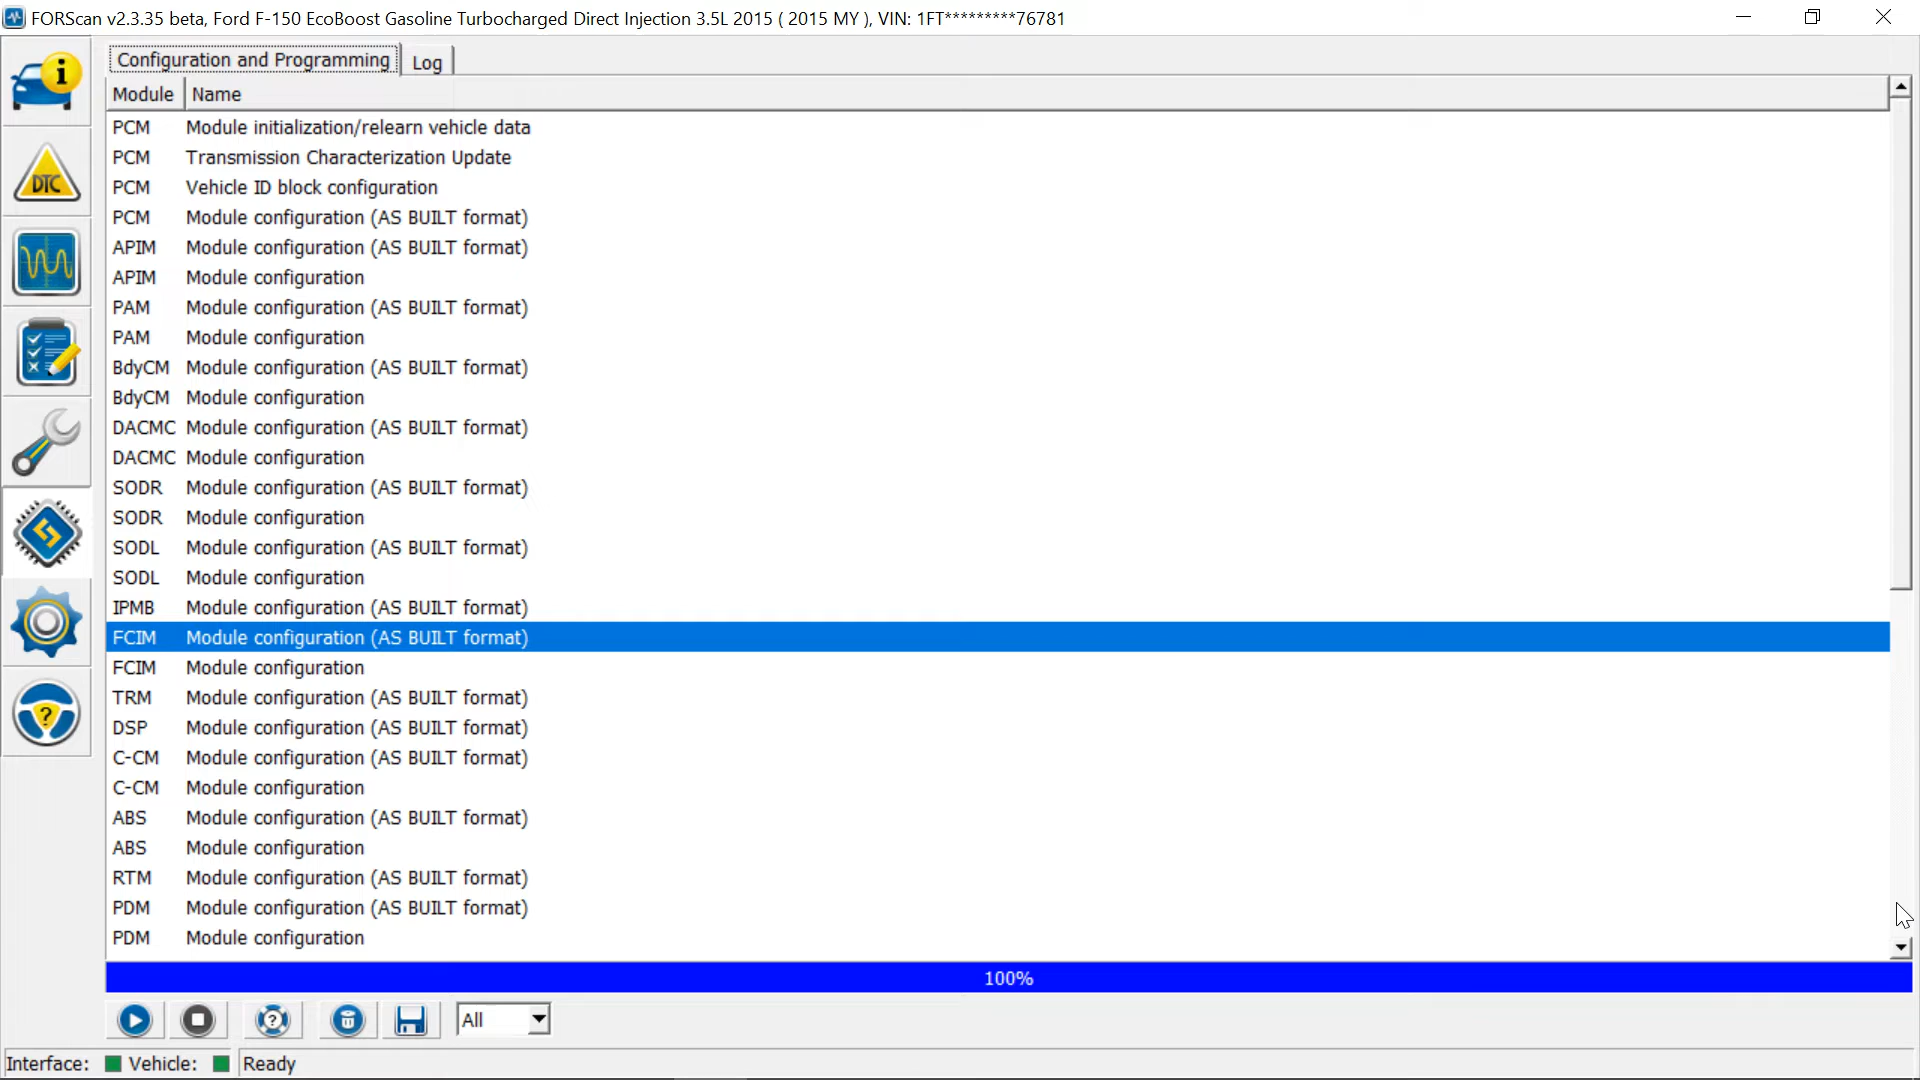 FORScan v2.3.35 beta, Ford F-150 EcoBoost Gasoline Turbocharged Direct Injection 3.5L 2015 ( 2015 MY ), VIN: 1FT*********76781
Configuration and Programming Log
Module Name
PCM Module initialization/relearn vehicle data
PCM Transmission Characterization Update
PCM Vehicle ID block configuration
PCM Module configuration (AS BUILT format)
APIM Module configuration (AS BUILT format)
APIM Module configuration
PAM Module configuration (AS BUILT format)
PAM Module configuration
BdyCM Module configuration (AS BUILT format)
BdyCM Module configuration
DACMC Module configuration (AS BUILT format)
DACMC Module configuration
SODR Module configuration (AS BUILT format)
SODR Module configuration
SODL Module configuration (AS BUILT format)
SODL Module configuration
IPMB Module configuration (AS BUILT format)
FCIM Module configuration (AS BUILT format)
FCIM Module configuration
TRM Module configuration (AS BUILT format)
DSP Module configuration (AS BUILT format)
C-CM Module configuration (AS BUILT format)
C-CM Module configuration
ABS Module configuration (AS BUILT format)
ABS Module configuration
RTM Module configuration (AS BUILT format)
PDM Module configuration (AS BUILT format)
PDM Module configuration
i
DTC
?
100%
?
All
Interface: Vehicle: Ready